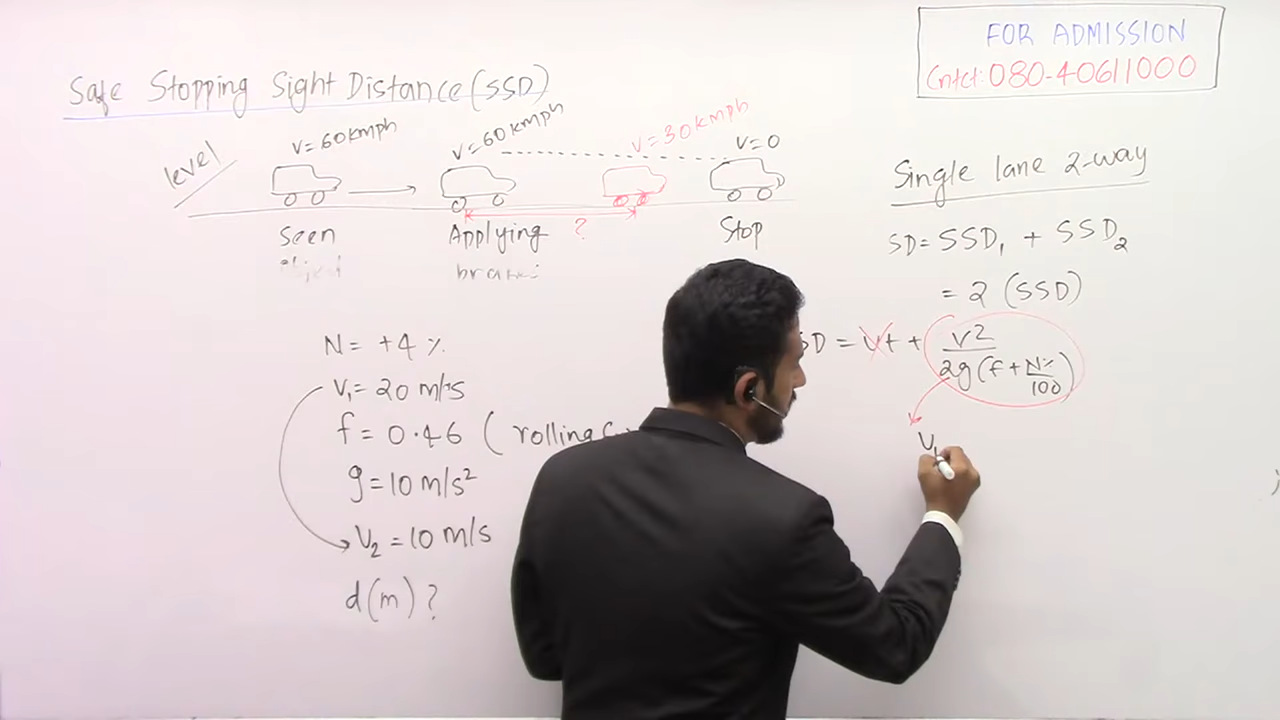 FOR ADMISSION
Cntct: 080-40611000
Safe Stopping Sight Distance (SSD)
level
V=60kmph
V=60kmph
V=30kmph
V=0
Seen
Applying
?
Stop
Single lane 2-way
SD = SSD1 + SSD2
= 2 (SSD)
D = vt + V2 / 2g (f + N% / 100)
V1
N = +4 %
V1 = 20 m/s
f = 0.46 ( rolling
g = 10 m/s²
V2 = 10 m/s
d(m) ?